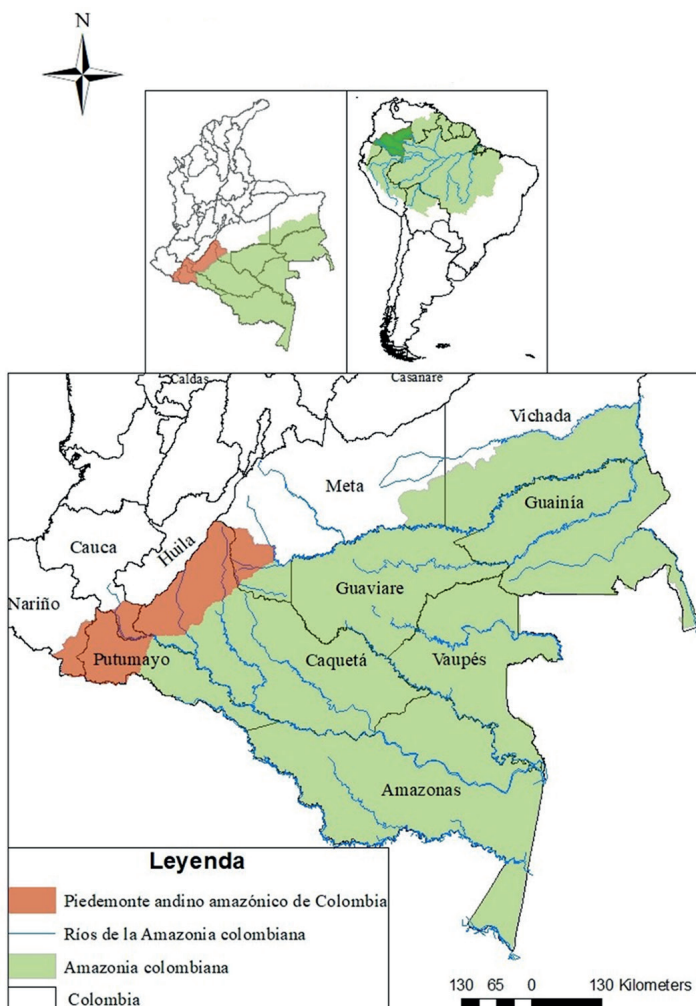 N
Caldas
Casanare
Vichada
Meta
Guainía
Cauca
Huila
Guaviare
Nariño
Putumayo
Caquetá
Vaupés
Amazonas
Leyenda
Piedemonte andino amazónico de Colombia
Ríos de la Amazonia colombiana
Amazonia colombiana
Colombia
130 65 0 130 Kilometers